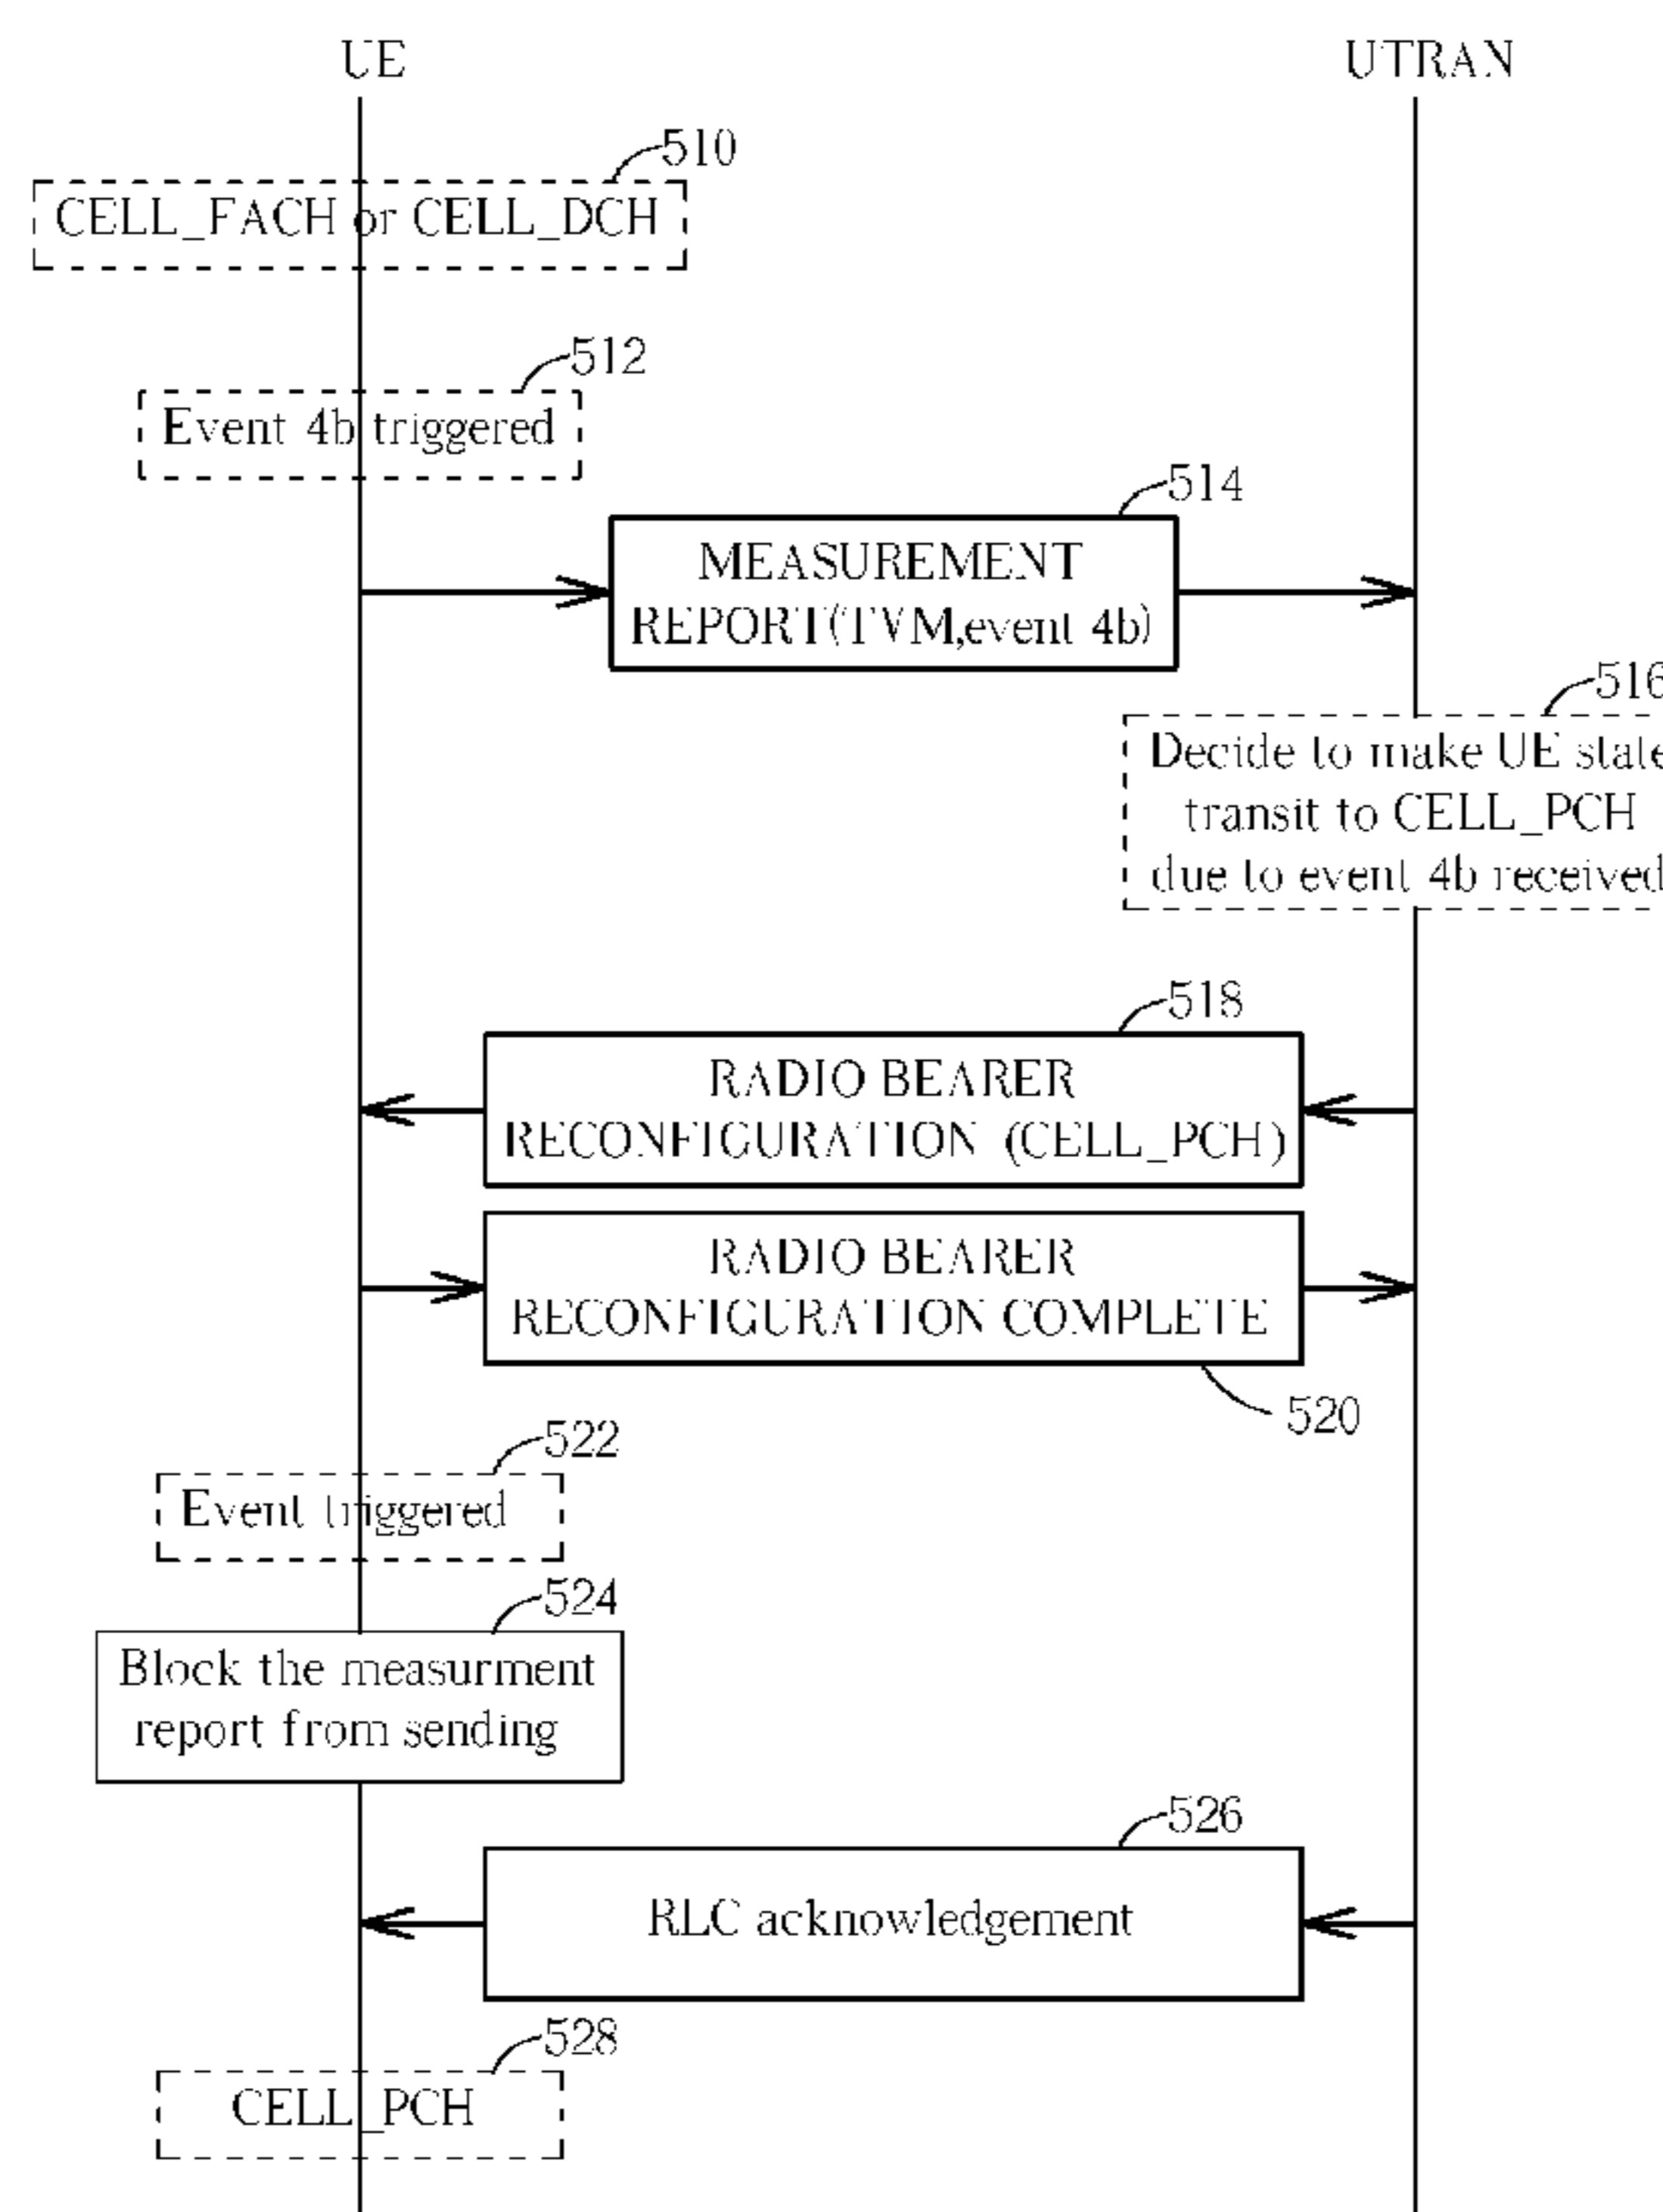 UE
UTRAN
510
CELL_FACH or CELL_DCH
512
Event 4b triggered
514
MEASUREMENT
REPORT(TVM,event 4b)
516
Decide to make UE state
transit to CELL_PCH
due to event 4b received
518
RADIO BEARER
RECONFIGURATION (CELL_PCH)
RADIO BEARER
RECONFIGURATION COMPLETE
520
522
Event triggered
524
Block the measurment
report from sending
526
RLC acknowledgement
528
CELL_PCH